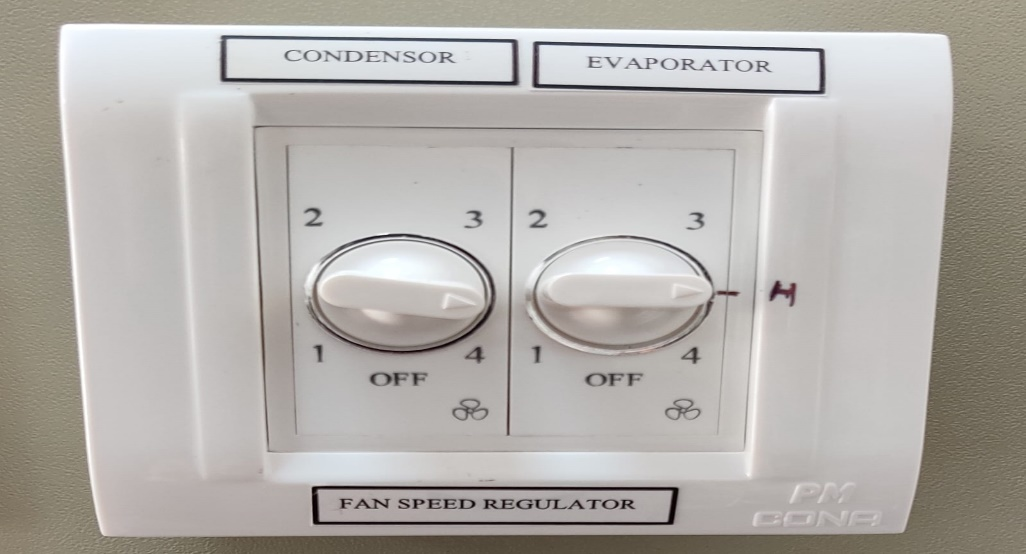 CONDENSOR EVAPORATOR
2 3 2 3
H
1 4 1 4
OFF OFF
FAN SPEED REGULATOR
PM
CONA